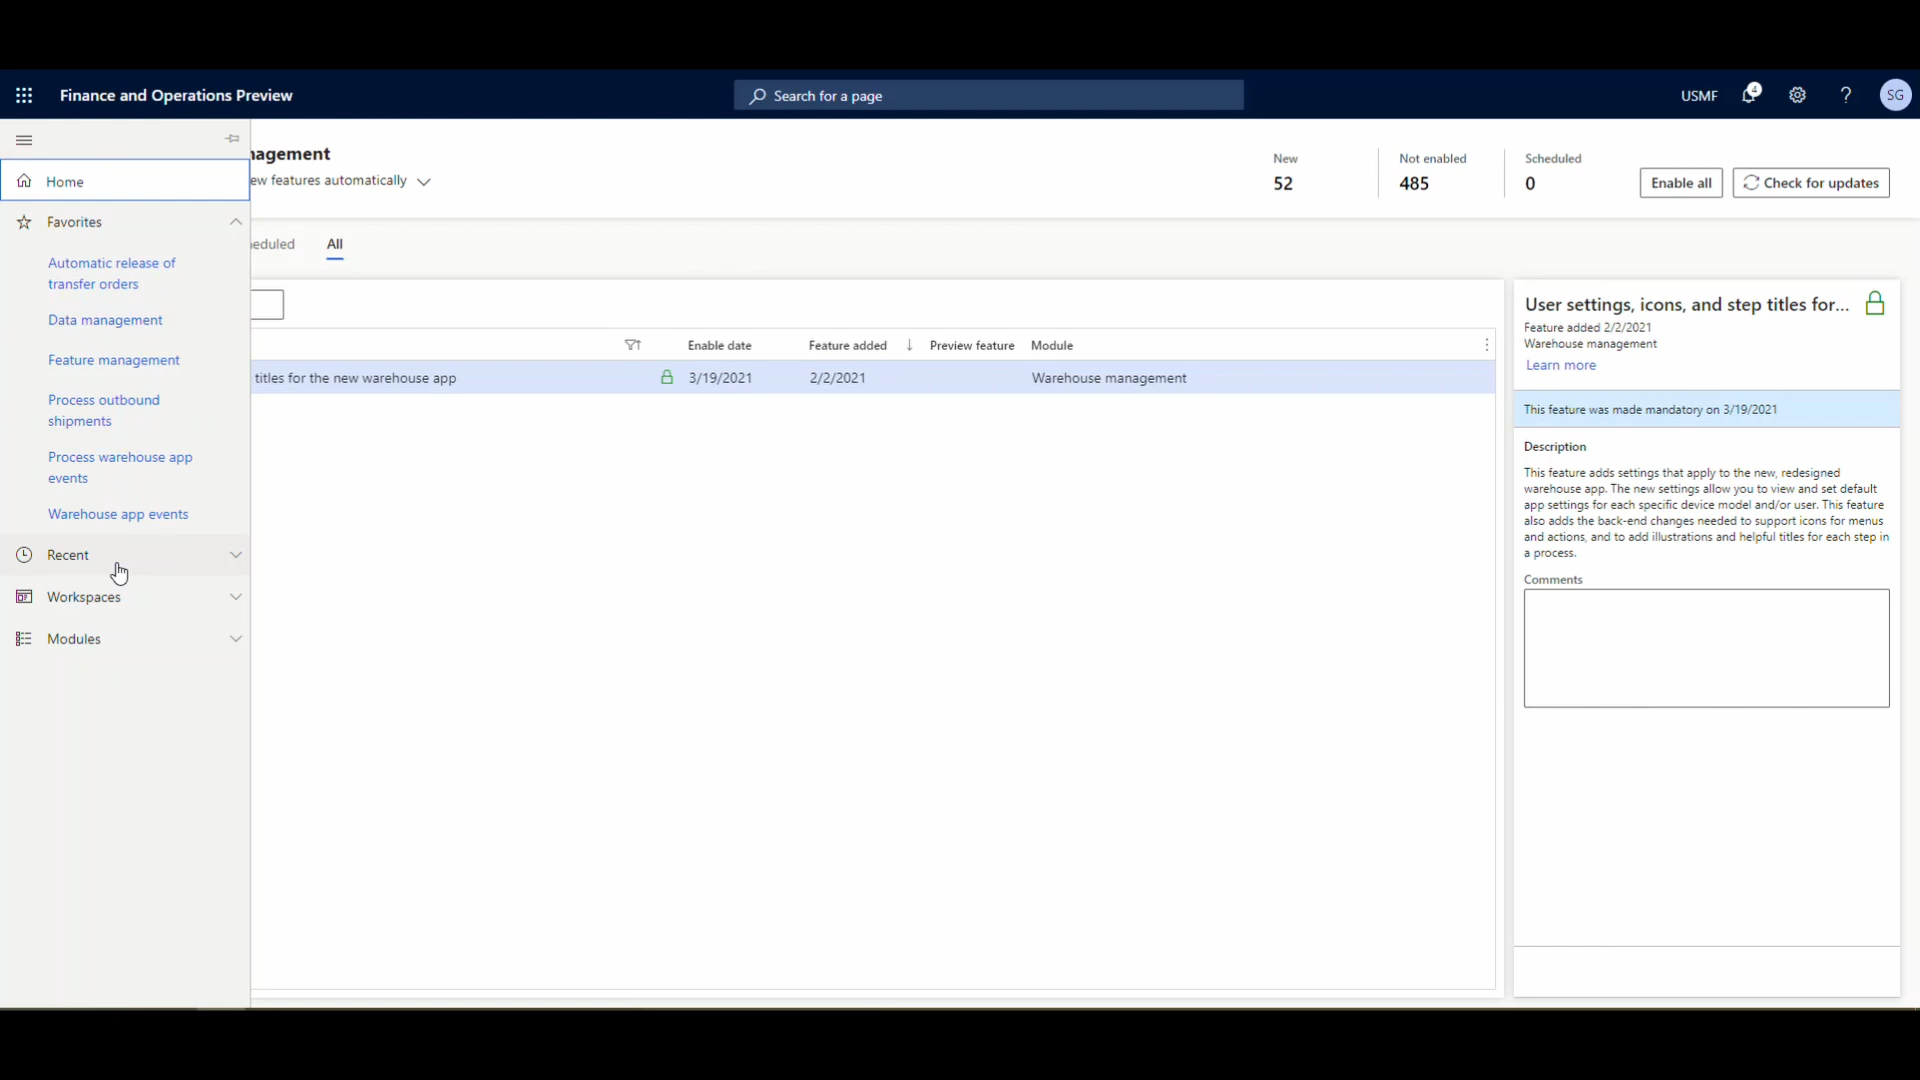 Finance and Operations Preview
Search for a page
USMF
4
?
SG
Home
Favorites
Automatic release of
transfer orders
Data management
Feature management
Process outbound
shipments
Process warehouse app
events
Warehouse app events
Recent
Workspaces
Modules
nagement
ew features automatically
New
52
Not enabled
485
Scheduled
0
Enable all
Check for updates
eduled
All
Enable date
Feature added
Preview feature
Module
titles for the new warehouse app
3/19/2021
2/2/2021
Warehouse management
User settings, icons, and step titles for...
Feature added 2/2/2021
Warehouse management
Learn more
This feature was made mandatory on 3/19/2021
Description
This feature adds settings that apply to the new, redesigned
warehouse app. The new settings allow you to view and set default
app settings for each specific device model and/or user. This feature
also adds the back-end changes needed to support icons for menus
and actions, and to add illustrations and helpful titles for each step in
a process.
Comments